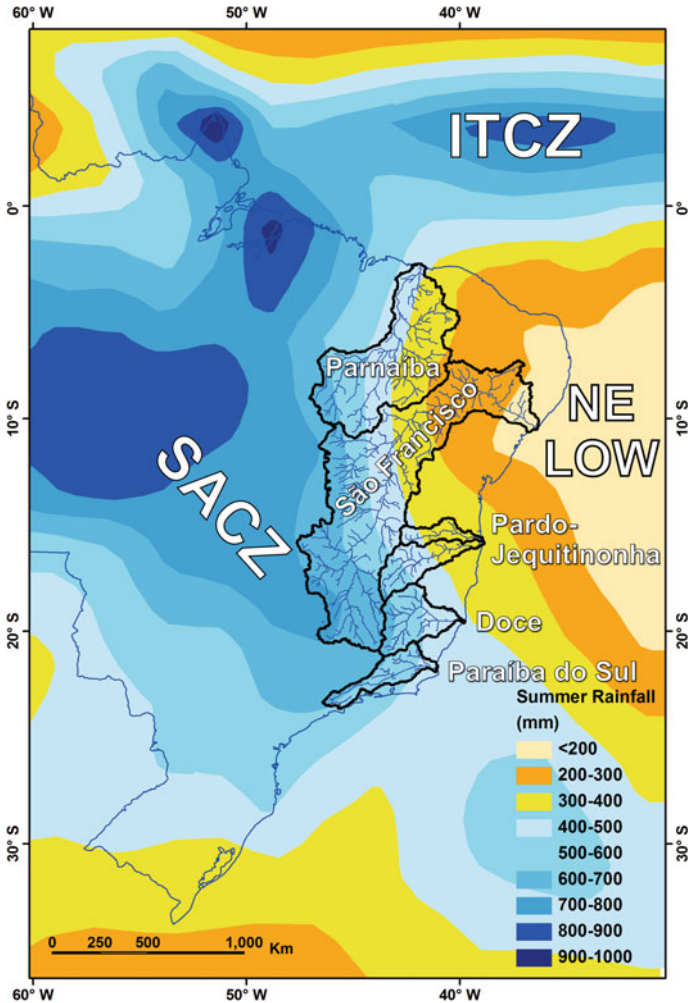 60° W
50° W
40° W
ITCZ
0°
0°
Parnaíba
São Francisco
NE
LOW
10°S
10°S
SACZ
Pardo-
Jequitinonha
20° S
20° S
Doce
Paraíba do Sul
Summer Rainfall
(mm)
<200
200-300
300-400
400-500
500-600
600-700
700-800
800-900
900-1000
30°S
30°S
0 250 500 1,000 Km
60° W
50° W
40° W